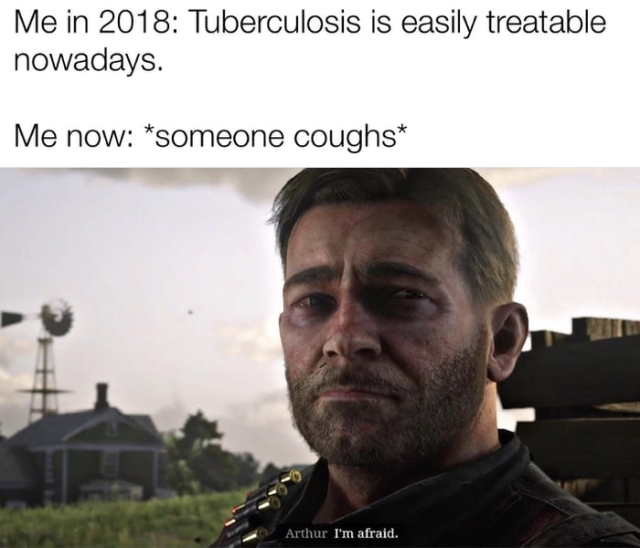 Me in 2018: Tuberculosis is easily treatable
nowadays.
Me now: *someone coughs*
Arthur I'm afraid.